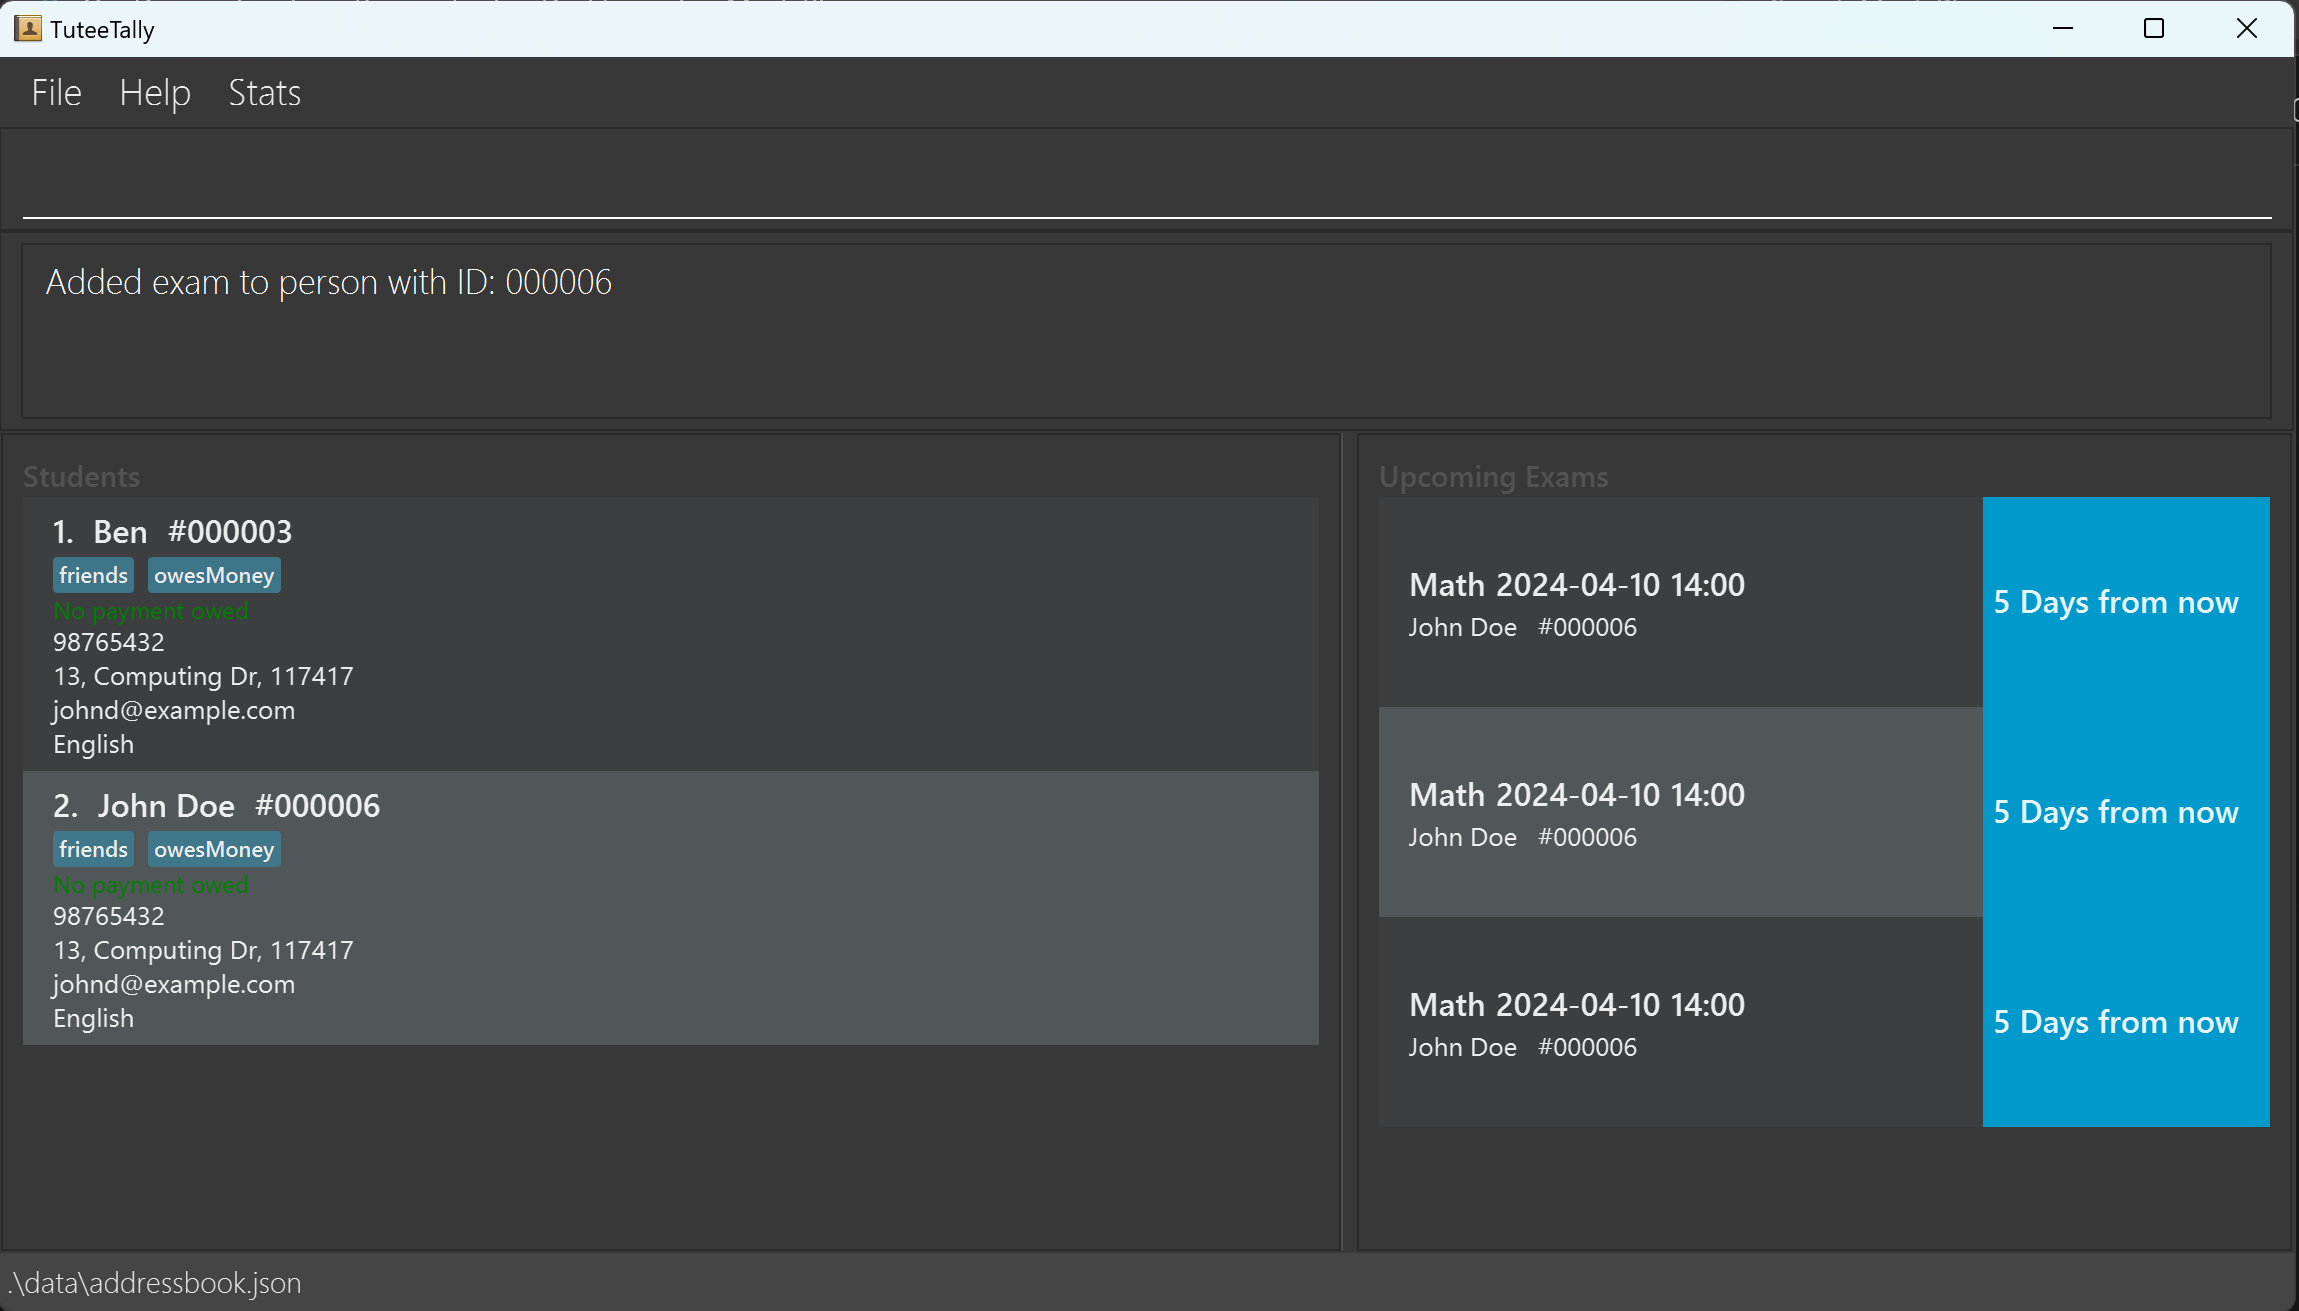 TuteeTally
File Help Stats
Added exam to person with ID: 000006
Students
1. Ben #000003
friends owesMoney
No payment owed
98765432
13, Computing Dr, 117417
johnd@example.com
English
2. John Doe #000006
friends owesMoney
No payment owed
98765432
13, Computing Dr, 117417
johnd@example.com
English
Upcoming Exams
Math 2024-04-10 14:00
John Doe #000006
5 Days from now
Math 2024-04-10 14:00
John Doe #000006
5 Days from now
Math 2024-04-10 14:00
John Doe #000006
5 Days from now
.\data\addressbook.json